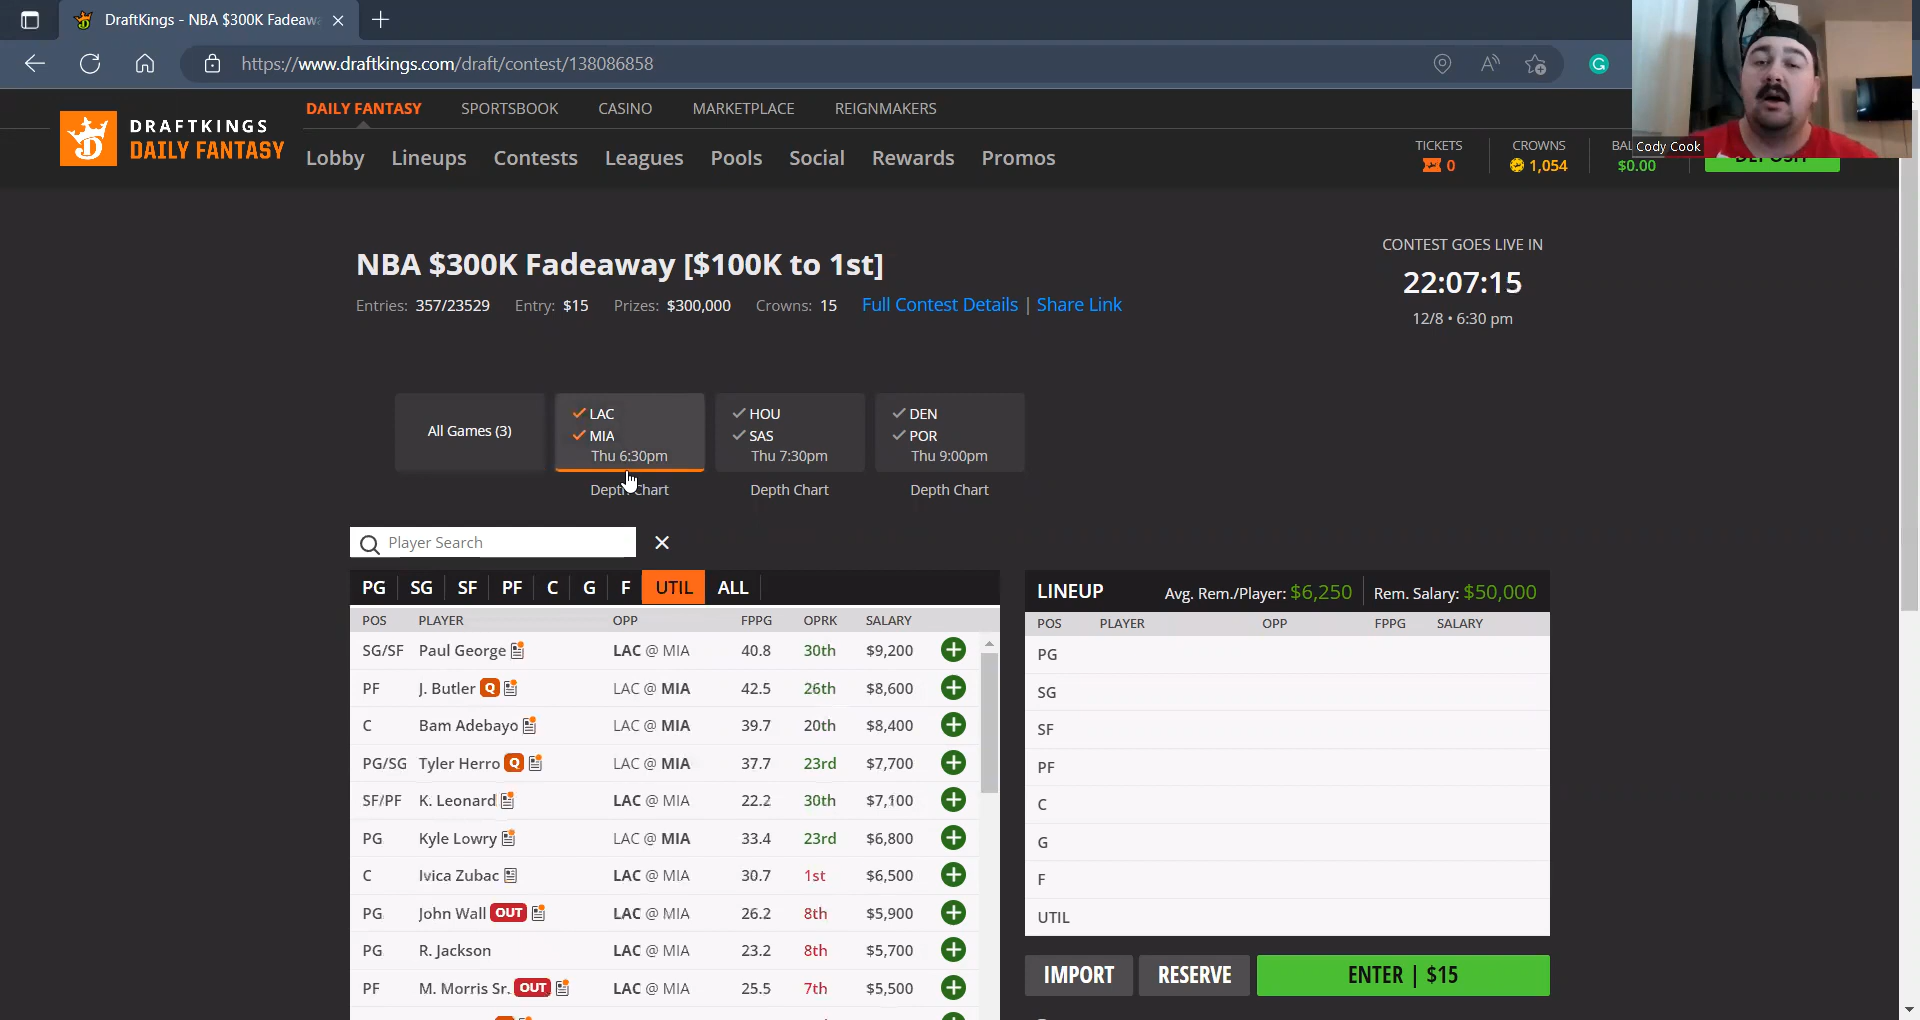 DraftKings - NBA $300K Fadeaw
https://www.draftkings.com/draft/contest/138086858
DRAFTKINGS
DAILY FANTASY
DAILY FANTASY SPORTSBOOK CASINO MARKETPLACE REIGNMAKERS
Lobby Lineups Contests Leagues Pools Social Rewards Promos
TICKETS CROWNS
0 1,054 $0.00
Cody Cook
NBA $300K Fadeaway [$100K to 1st]
Entries: 357/23529 Entry: $15 Prizes: $300,000 Crowns: 15 Full Contest Details | Share Link
CONTEST GOES LIVE IN
22:07:15
12/8 • 6:30 pm
All Games (3)
LAC
MIA
Thu 6:30pm
Depth Chart
HOU
SAS
Thu 7:30pm
Depth Chart
DEN
POR
Thu 9:00pm
Depth Chart
Player Search
PG SG SF PF C G F UTIL ALL
POS PLAYER OPP FPPG OPRK SALARY
SG/SF Paul George LAC @ MIA 40.8 30th $9,200
PF J. Butler Q LAC @ MIA 42.5 26th $8,600
C Bam Adebayo LAC @ MIA 39.7 20th $8,400
PG/SG Tyler Herro Q LAC @ MIA 37.7 23rd $7,700
SF/PF K. Leonard LAC @ MIA 22.2 30th $7,100
PG Kyle Lowry LAC @ MIA 33.4 23rd $6,800
C Ivica Zubac LAC @ MIA 30.7 1st $6,500
PG John Wall OUT LAC @ MIA 26.2 8th $5,900
PG R. Jackson LAC @ MIA 23.2 8th $5,700
PF M. Morris Sr. OUT LAC @ MIA 25.5 7th $5,500
LINEUP Avg. Rem./Player: $6,250 Rem. Salary: $50,000
POS PLAYER OPP FPPG SALARY
PG
SG
SF
PF
C
G
F
UTIL
IMPORT RESERVE ENTER | $15